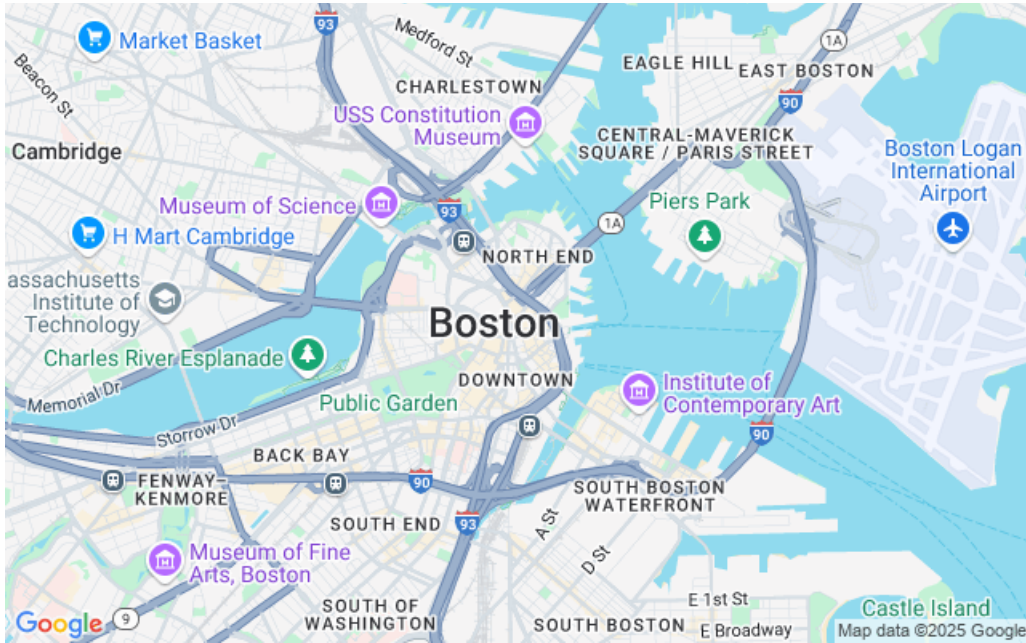 93
Medford St
1A
Market Basket
EAGLE HILL
EAST BOSTON
Beacon St
CHARLESTOWN
90
USS Constitution
Museum
CENTRAL-MAVERICK
SQUARE / PARIS STREET
Boston Logan
International
Airport
Cambridge
Museum of Science
93
Piers Park
1A
H Mart Cambridge
NORTH END
assachusetts
Institute of
Technology
Boston
Charles River Esplanade
DOWNTOWN
Institute of
Contemporary Art
Memorial Dr
Public Garden
Storrow Dr
90
BACK BAY
FENWAY–
KENMORE
90
SOUTH BOSTON
WATERFRONT
SOUTH END
93
A St
D St
Museum of Fine
Arts, Boston
SOUTH OF
WASHINGTON
E 1st St
Castle Island
Google
9
SOUTH BOSTON
E Broadway
Map data ©2025 Google